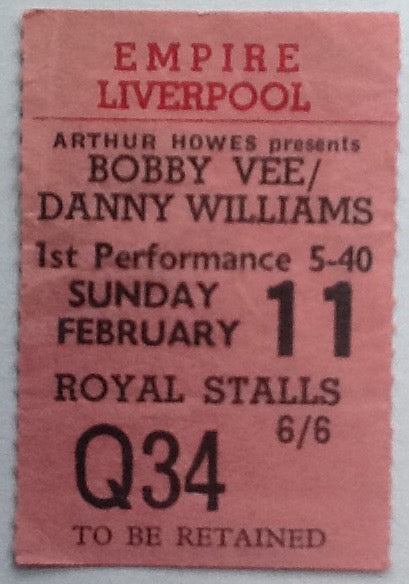 EMPIRE
LIVERPOOL
ARTHUR HOWES presents
BOBBY VEE/
DANNY WILLIAMS
1st Performance 5-40
SUNDAY
FEBRUARY 11
ROYAL STALLS
6/6
Q34
TO BE RETAINED